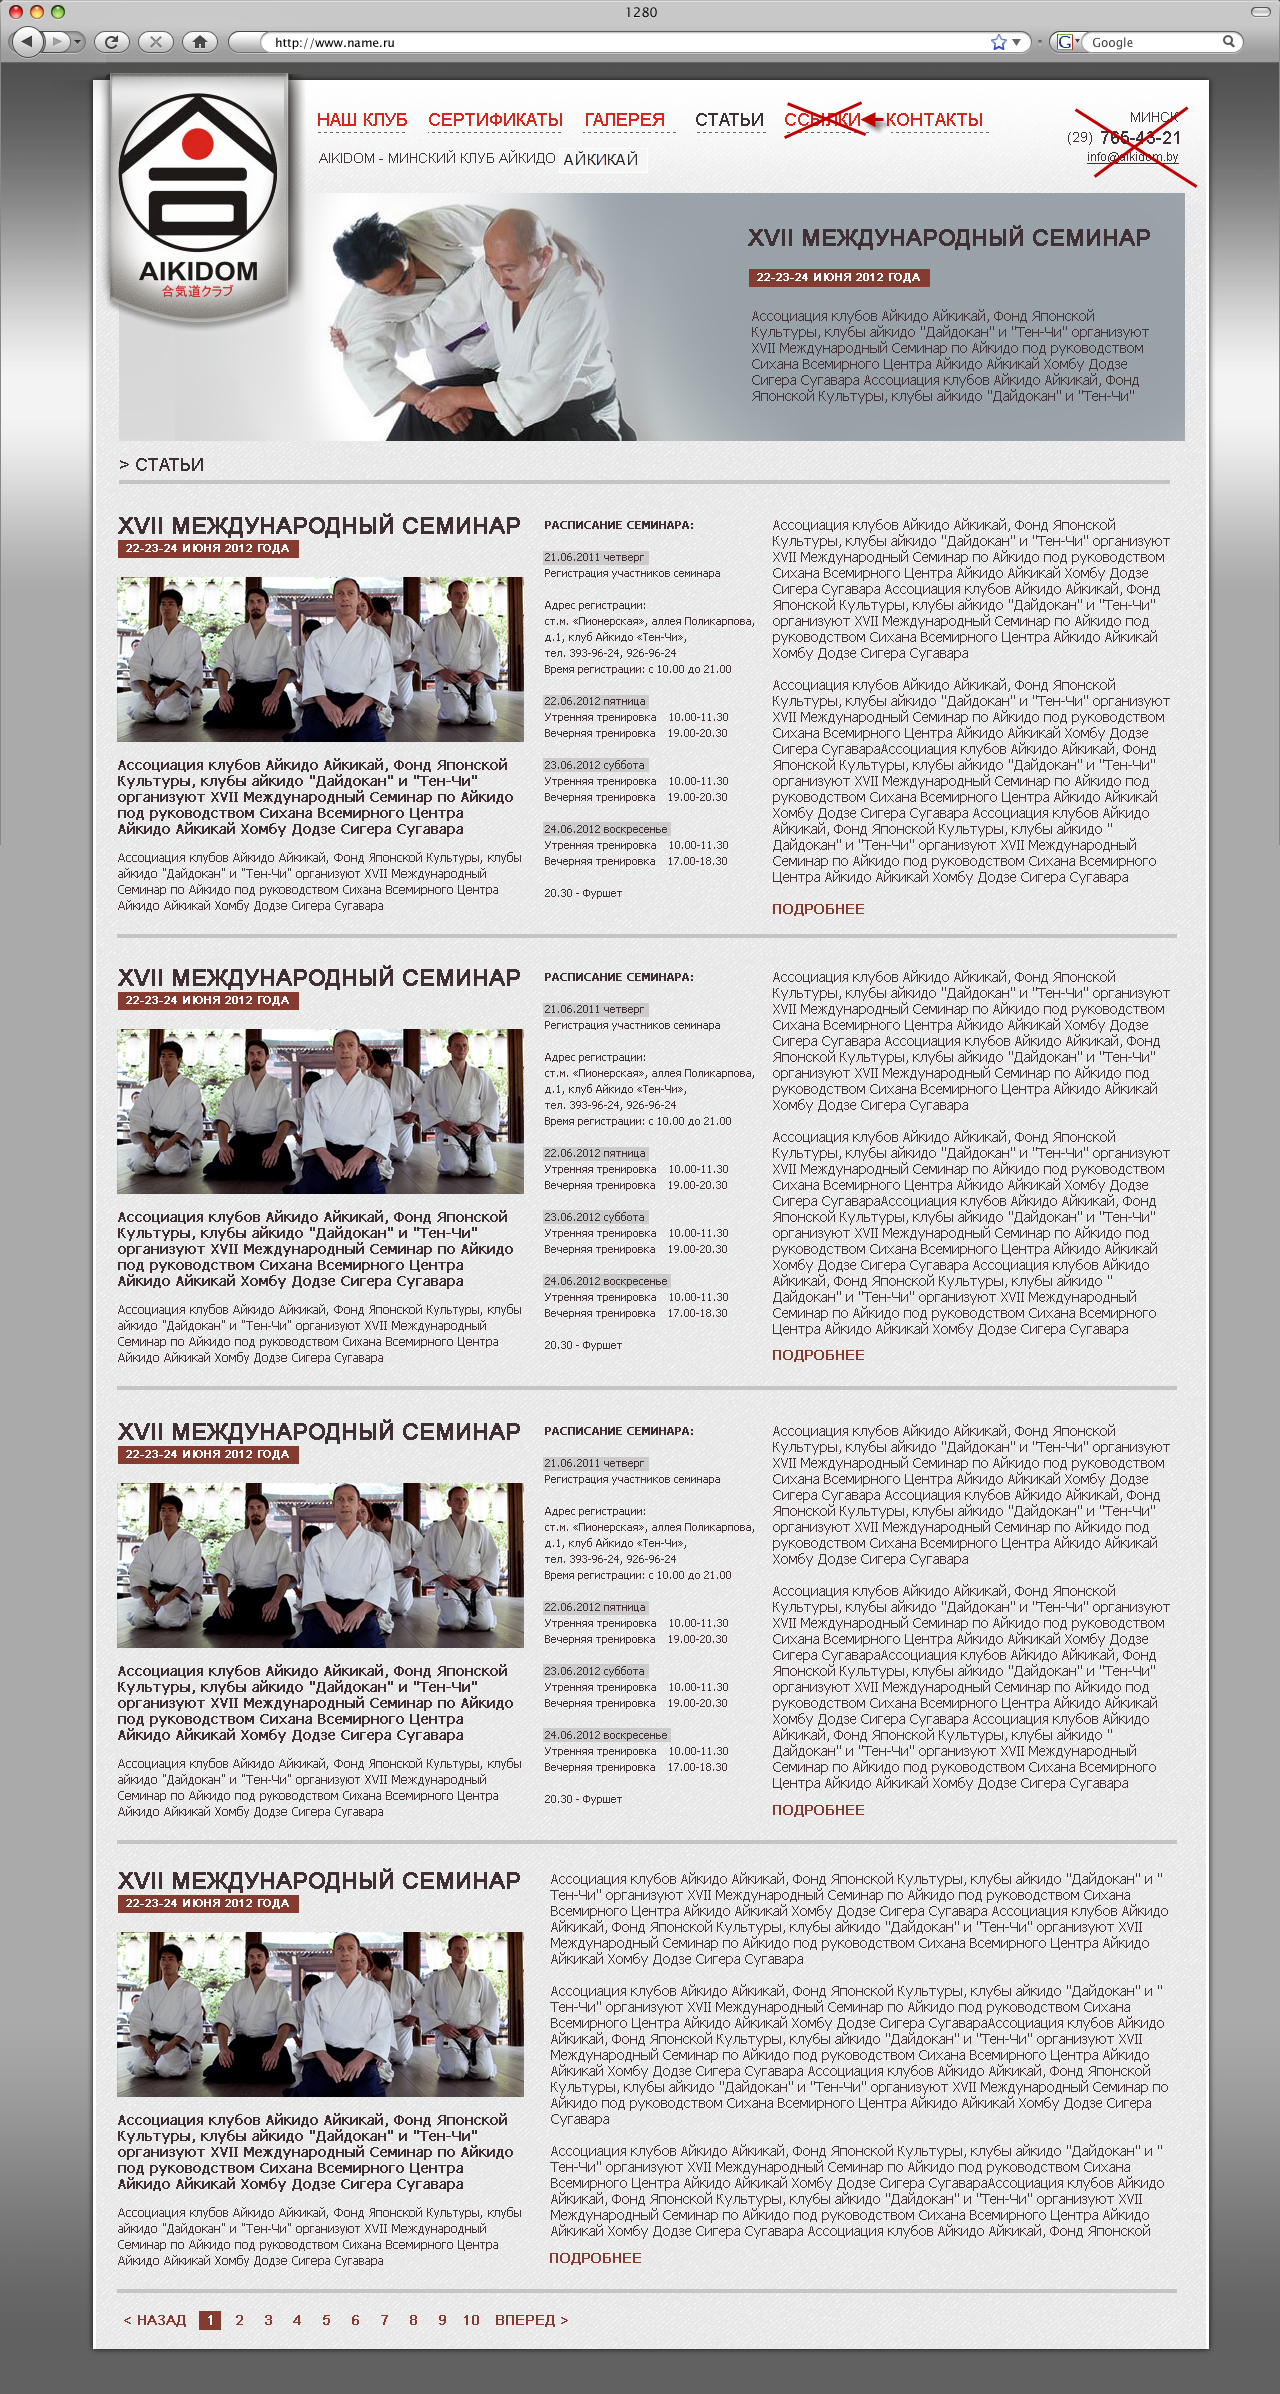 1280
http://www.name.ru
Google
НАШ КЛУБ СЕРТИФИКАТЫ ГАЛЕРЕЯ СТАТЬИ ССЫЛКИ КОНТАКТЫ
МИНСК
(29) 765-43-21
info@aikidom.by
AIKIDOM - МИНСКИЙ КЛУБ АЙКИДО АЙКИКАЙ
AIKIDOM
合気道クラブ
XVII МЕЖДУНАРОДНЫЙ СЕМИНАР
22-23-24 ИЮНЯ 2012 ГОДА
Ассоциация клубов Айкидо Айкикай, Фонд Японской
Культуры, клубы айкидо "Дайдокан" и "Тен-Чи" организуют
XVII Международный Семинар по Айкидо под руководством
Сихана Всемирного Центра Айкидо Айкикай Хомбу Додзе
Сигера Сугавара Ассоциация клубов Айкидо Айкикай, Фонд
Японской Культуры, клубы айкидо "Дайдокан" и "Тен-Чи"
> СТАТЬИ
XVII МЕЖДУНАРОДНЫЙ СЕМИНАР
22-23-24 ИЮНЯ 2012 ГОДА
Ассоциация клубов Айкидо Айкикай, Фонд Японской
Культуры, клубы айкидо "Дайдокан" и "Тен-Чи"
организуют XVII Международный Семинар по Айкидо
под руководством Сихана Всемирного Центра
Айкидо Айкикай Хомбу Додзе Сигера Сугавара
Ассоциация клубов Айкидо Айкикай, Фонд Японской Культуры, клубы
айкидо "Дайдокан" и "Тен-Чи" организуют XVII Международный
Семинар по Айкидо под руководством Сихана Всемирного Центра
Айкидо Айкикай Хомбу Додзе Сигера Сугавара
РАСПИСАНИЕ СЕМИНАРА:
21.06.2011 четверг
Регистрация участников семинара
Адрес регистрации:
ст.м. «Пионерская», аллея Поликарпова,
д.1, клуб Айкидо «Тен-Чи»,
тел. 393-96-24, 926-96-24
Время регистрации: с 10.00 до 21.00
22.06.2012 пятница
Утренняя тренировка 10.00-11.30
Вечерняя тренировка 19.00-20.30
23.06.2012 суббота
Утренняя тренировка 10.00-11.30
Вечерняя тренировка 19.00-20.30
24.06.2012 воскресенье
Утренняя тренировка 10.00-11.30
Вечерняя тренировка 17.00-18.30
20.30 - Фуршет
Ассоциация клубов Айкидо Айкикай, Фонд Японской
Культуры, клубы айкидо "Дайдокан" и "Тен-Чи" организуют
XVII Международный Семинар по Айкидо под руководством
Сихана Всемирного Центра Айкидо Айкикай Хомбу Додзе
Сигера Сугавара Ассоциация клубов Айкидо Айкикай, Фонд
Японской Культуры, клубы айкидо "Дайдокан" и "Тен-Чи"
организуют XVII Международный Семинар по Айкидо под
руководством Сихана Всемирного Центра Айкидо Айкикай
Хомбу Додзе Сигера Сугавара
Ассоциация клубов Айкидо Айкикай, Фонд Японской
Культуры, клубы айкидо "Дайдокан" и "Тен-Чи" организуют
XVII Международный Семинар по Айкидо под руководством
Сихана Всемирного Центра Айкидо Айкикай Хомбу Додзе
Сигера СугавараАссоциация клубов Айкидо Айкикай, Фонд
Японской Культуры, клубы айкидо "Дайдокан" и "Тен-Чи"
организуют XVII Международный Семинар по Айкидо под
руководством Сихана Всемирного Центра Айкидо Айкикай
Хомбу Додзе Сигера Сугавара Ассоциация клубов Айкидо
Айкикай, Фонд Японской Культуры, клубы айкидо "
Дайдокан" и "Тен-Чи" организуют XVII Международный
Семинар по Айкидо под руководством Сихана Всемирного
Центра Айкидо Айкикай Хомбу Додзе Сигера Сугавара
ПОДРОБНЕЕ
XVII МЕЖДУНАРОДНЫЙ СЕМИНАР
22-23-24 ИЮНЯ 2012 ГОДА
Ассоциация клубов Айкидо Айкикай, Фонд Японской
Культуры, клубы айкидо "Дайдокан" и "Тен-Чи"
организуют XVII Международный Семинар по Айкидо
под руководством Сихана Всемирного Центра
Айкидо Айкикай Хомбу Додзе Сигера Сугавара
Ассоциация клубов Айкидо Айкикай, Фонд Японской Культуры, клубы
айкидо "Дайдокан" и "Тен-Чи" организуют XVII Международный
Семинар по Айкидо под руководством Сихана Всемирного Центра
Айкидо Айкикай Хомбу Додзе Сигера Сугавара
РАСПИСАНИЕ СЕМИНАРА:
21.06.2011 четверг
Регистрация участников семинара
Адрес регистрации:
ст.м. «Пионерская», аллея Поликарпова,
д.1, клуб Айкидо «Тен-Чи»,
тел. 393-96-24, 926-96-24
Время регистрации: с 10.00 до 21.00
22.06.2012 пятница
Утренняя тренировка 10.00-11.30
Вечерняя тренировка 19.00-20.30
23.06.2012 суббота
Утренняя тренировка 10.00-11.30
Вечерняя тренировка 19.00-20.30
24.06.2012 воскресенье
Утренняя тренировка 10.00-11.30
Вечерняя тренировка 17.00-18.30
20.30 - Фуршет
Ассоциация клубов Айкидо Айкикай, Фонд Японской
Культуры, клубы айкидо "Дайдокан" и "Тен-Чи" организуют
XVII Международный Семинар по Айкидо под руководством
Сихана Всемирного Центра Айкидо Айкикай Хомбу Додзе
Сигера Сугавара Ассоциация клубов Айкидо Айкикай, Фонд
Японской Культуры, клубы айкидо "Дайдокан" и "Тен-Чи"
организуют XVII Международный Семинар по Айкидо под
руководством Сихана Всемирного Центра Айкидо Айкикай
Хомбу Додзе Сигера Сугавара
Ассоциация клубов Айкидо Айкикай, Фонд Японской
Культуры, клубы айкидо "Дайдокан" и "Тен-Чи" организуют
XVII Международный Семинар по Айкидо под руководством
Сихана Всемирного Центра Айкидо Айкикай Хомбу Додзе
Сигера СугавараАссоциация клубов Айкидо Айкикай, Фонд
Японской Культуры, клубы айкидо "Дайдокан" и "Тен-Чи"
организуют XVII Международный Семинар по Айкидо под
руководством Сихана Всемирного Центра Айкидо Айкикай
Хомбу Додзе Сигера Сугавара Ассоциация клубов Айкидо
Айкикай, Фонд Японской Культуры, клубы айкидо "
Дайдокан" и "Тен-Чи" организуют XVII Международный
Семинар по Айкидо под руководством Сихана Всемирного
Центра Айкидо Айкикай Хомбу Додзе Сигера Сугавара
ПОДРОБНЕЕ
XVII МЕЖДУНАРОДНЫЙ СЕМИНАР
22-23-24 ИЮНЯ 2012 ГОДА
Ассоциация клубов Айкидо Айкикай, Фонд Японской
Культуры, клубы айкидо "Дайдокан" и "Тен-Чи"
организуют XVII Международный Семинар по Айкидо
под руководством Сихана Всемирного Центра
Айкидо Айкикай Хомбу Додзе Сигера Сугавара
Ассоциация клубов Айкидо Айкикай, Фонд Японской Культуры, клубы
айкидо "Дайдокан" и "Тен-Чи" организуют XVII Международный
Семинар по Айкидо под руководством Сихана Всемирного Центра
Айкидо Айкикай Хомбу Додзе Сигера Сугавара
РАСПИСАНИЕ СЕМИНАРА:
21.06.2011 четверг
Регистрация участников семинара
Адрес регистрации:
ст.м. «Пионерская», аллея Поликарпова,
д.1, клуб Айкидо «Тен-Чи»,
тел. 393-96-24, 926-96-24
Время регистрации: с 10.00 до 21.00
22.06.2012 пятница
Утренняя тренировка 10.00-11.30
Вечерняя тренировка 19.00-20.30
23.06.2012 суббота
Утренняя тренировка 10.00-11.30
Вечерняя тренировка 19.00-20.30
24.06.2012 воскресенье
Утренняя тренировка 10.00-11.30
Вечерняя тренировка 17.00-18.30
20.30 - Фуршет
Ассоциация клубов Айкидо Айкикай, Фонд Японской
Культуры, клубы айкидо "Дайдокан" и "Тен-Чи" организуют
XVII Международный Семинар по Айкидо под руководством
Сихана Всемирного Центра Айкидо Айкикай Хомбу Додзе
Сигера Сугавара Ассоциация клубов Айкидо Айкикай, Фонд
Японской Культуры, клубы айкидо "Дайдокан" и "Тен-Чи"
организуют XVII Международный Семинар по Айкидо под
руководством Сихана Всемирного Центра Айкидо Айкикай
Хомбу Додзе Сигера Сугавара
Ассоциация клубов Айкидо Айкикай, Фонд Японской
Культуры, клубы айкидо "Дайдокан" и "Тен-Чи" организуют
XVII Международный Семинар по Айкидо под руководством
Сихана Всемирного Центра Айкидо Айкикай Хомбу Додзе
Сигера СугавараАссоциация клубов Айкидо Айкикай, Фонд
Японской Культуры, клубы айкидо "Дайдокан" и "Тен-Чи"
организуют XVII Международный Семинар по Айкидо под
руководством Сихана Всемирного Центра Айкидо Айкикай
Хомбу Додзе Сигера Сугавара Ассоциация клубов Айкидо
Айкикай, Фонд Японской Культуры, клубы айкидо "
Дайдокан" и "Тен-Чи" организуют XVII Международный
Семинар по Айкидо под руководством Сихана Всемирного
Центра Айкидо Айкикай Хомбу Додзе Сигера Сугавара
ПОДРОБНЕЕ
XVII МЕЖДУНАРОДНЫЙ СЕМИНАР
22-23-24 ИЮНЯ 2012 ГОДА
Ассоциация клубов Айкидо Айкикай, Фонд Японской
Культуры, клубы айкидо "Дайдокан" и "Тен-Чи"
организуют XVII Международный Семинар по Айкидо
под руководством Сихана Всемирного Центра
Айкидо Айкикай Хомбу Додзе Сигера Сугавара
Ассоциация клубов Айкидо Айкикай, Фонд Японской Культуры, клубы
айкидо "Дайдокан" и "Тен-Чи" организуют XVII Международный
Семинар по Айкидо под руководством Сихана Всемирного Центра
Айкидо Айкикай Хомбу Додзе Сигера Сугавара
Ассоциация клубов Айкидо Айкикай, Фонд Японской Культуры, клубы айкидо "Дайдокан" и "
Тен-Чи" организуют XVII Международный Семинар по Айкидо под руководством Сихана
Всемирного Центра Айкидо Айкикай Хомбу Додзе Сигера Сугавара Ассоциация клубов Айкидо
Айкикай, Фонд Японской Культуры, клубы айкидо "Дайдокан" и "Тен-Чи" организуют XVII
Международный Семинар по Айкидо под руководством Сихана Всемирного Центра Айкидо
Айкикай Хомбу Додзе Сигера Сугавара
Ассоциация клубов Айкидо Айкикай, Фонд Японской Культуры, клубы айкидо "Дайдокан" и "
Тен-Чи" организуют XVII Международный Семинар по Айкидо под руководством Сихана
Всемирного Центра Айкидо Айкикай Хомбу Додзе Сигера СугавараАссоциация клубов Айкидо
Айкикай, Фонд Японской Культуры, клубы айкидо "Дайдокан" и "Тен-Чи" организуют XVII
Международный Семинар по Айкидо под руководством Сихана Всемирного Центра Айкидо
Айкикай Хомбу Додзе Сигера Сугавара Ассоциация клубов Айкидо Айкикай, Фонд Японской
Культуры, клубы айкидо "Дайдокан" и "Тен-Чи" организуют XVII Международный Семинар по
Айкидо под руководством Сихана Всемирного Центра Айкидо Айкикай Хомбу Додзе Сигера
Сугавара
Ассоциация клубов Айкидо Айкикай, Фонд Японской Культуры, клубы айкидо "Дайдокан" и "
Тен-Чи" организуют XVII Международный Семинар по Айкидо под руководством Сихана
Всемирного Центра Айкидо Айкикай Хомбу Додзе Сигера СугавараАссоциация клубов Айкидо
Айкикай, Фонд Японской Культуры, клубы айкидо "Дайдокан" и "Тен-Чи" организуют XVII
Международный Семинар по Айкидо под руководством Сихана Всемирного Центра Айкидо
Айкикай Хомбу Додзе Сигера Сугавара Ассоциация клубов Айкидо Айкикай, Фонд Японской
ПОДРОБНЕЕ
< НАЗАД 1 2 3 4 5 6 7 8 9 10 ВПЕРЕД >